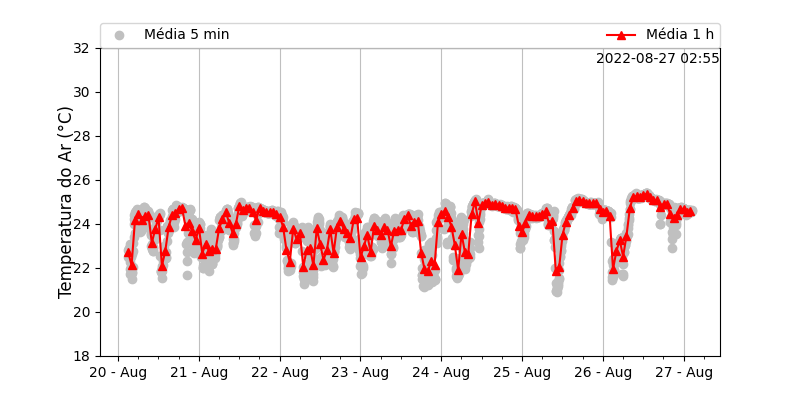 Média 5 min
Média 1 h
2022-08-27 02:55
Temperatura do Ar (°C)
32
30
28
26
24
22
20
18
20 - Aug
21 - Aug
22 - Aug
23 - Aug
24 - Aug
25 - Aug
26 - Aug
27 - Aug